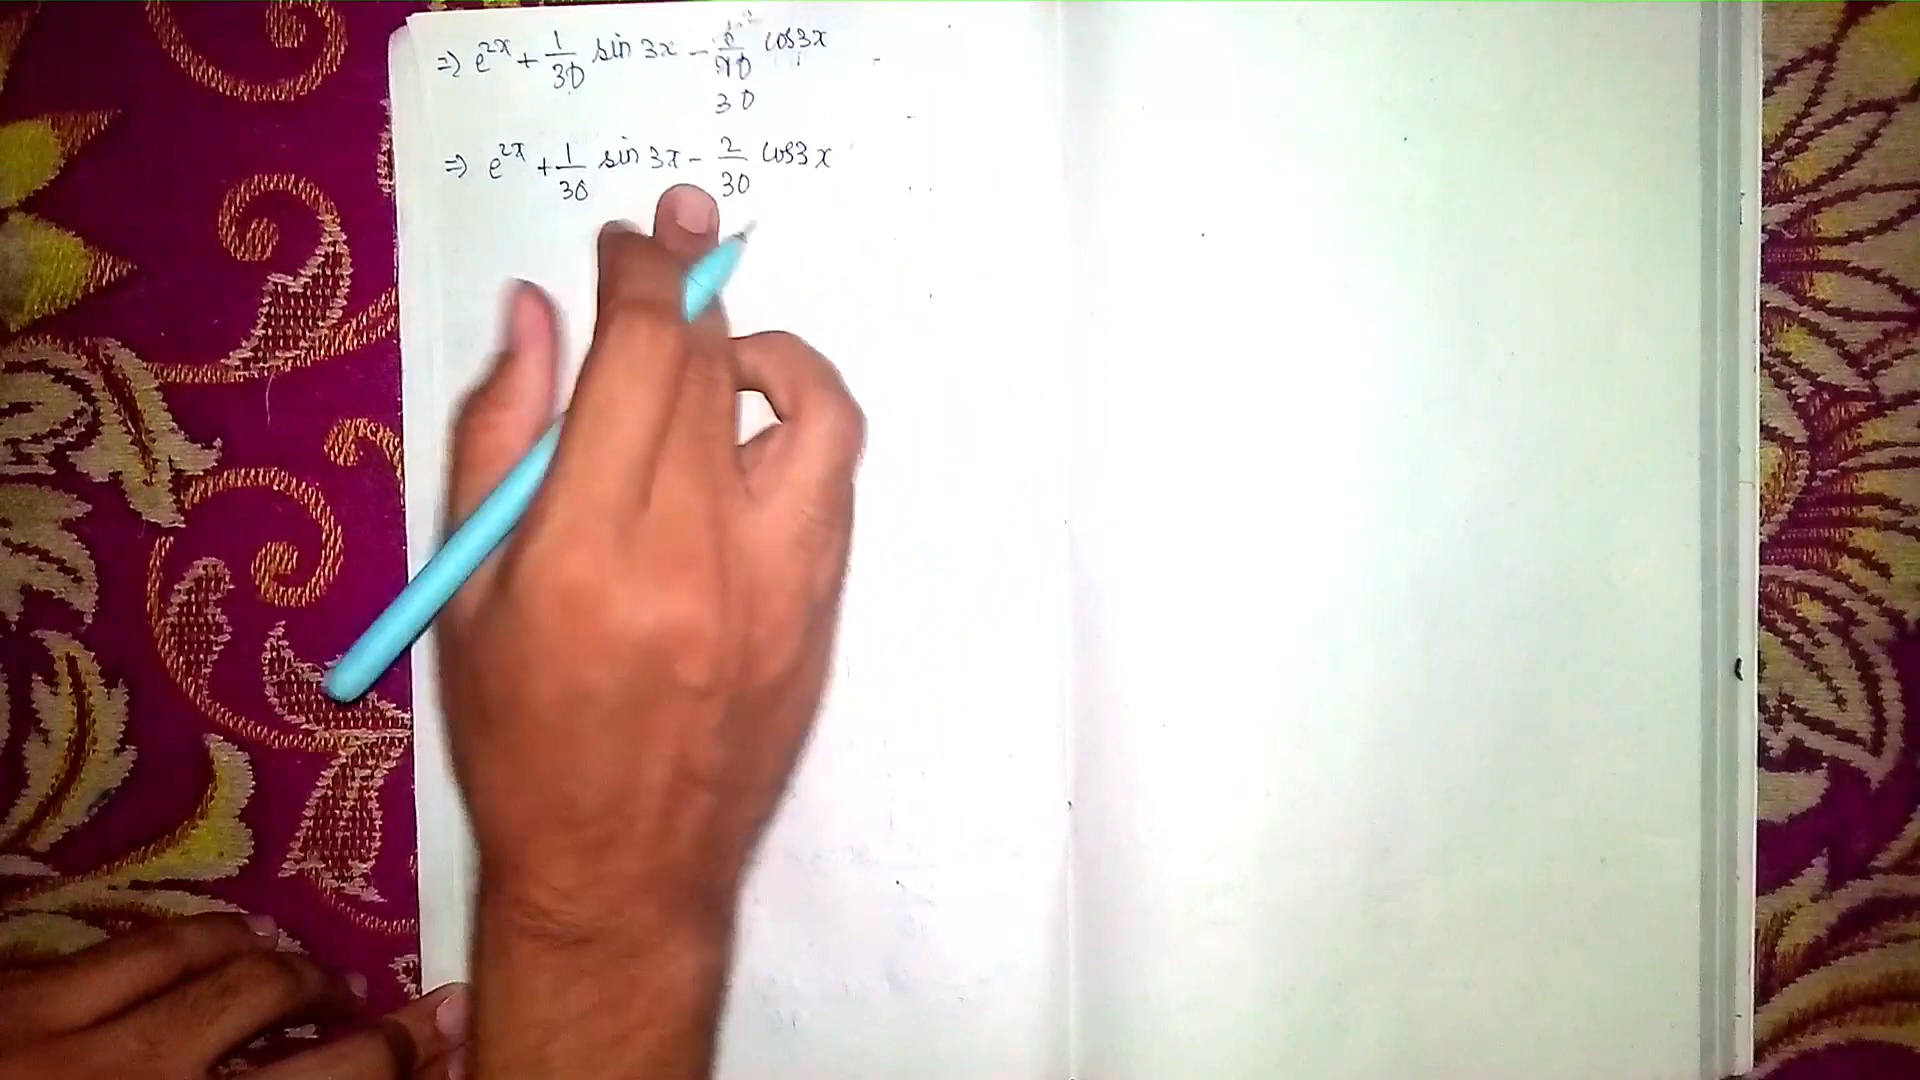 ⇒ e^2x + 1/30 sin 3x - 6/90 cos3x
30
⇒ e^2x + 1/30 sin 3x - 2/30 cos3x